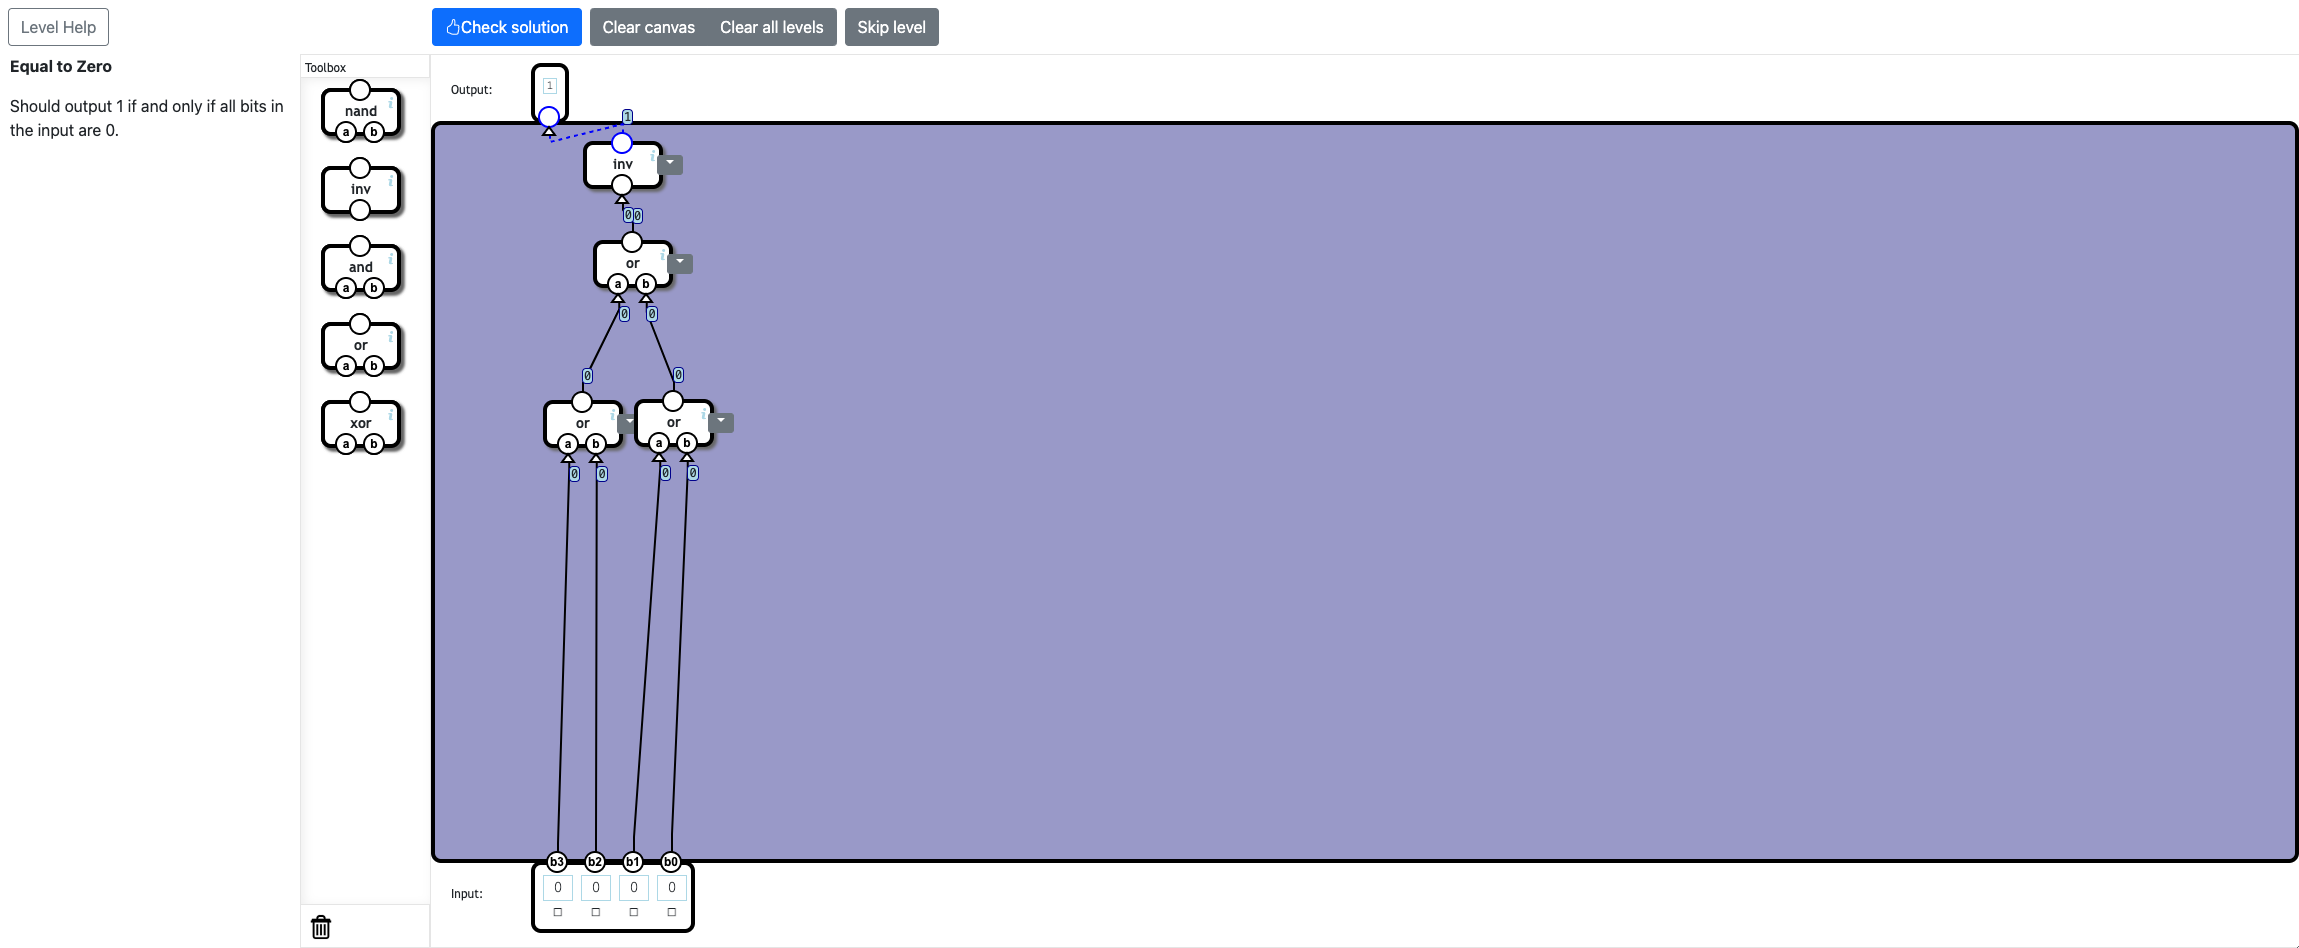 Level Help
Check solution
Clear canvas
Clear all levels
Skip level
Equal to Zero
Should output 1 if and only if all bits in
the input are 0.
Toolbox
nand
a b
inv
and
a b
or
a b
xor
a b
Output:
1
1
inv
0 0
or
a b
0 0
0 0
or or
a b a b
0 0 0 0
b3 b2 b1 b0
Input:
0 0 0 0